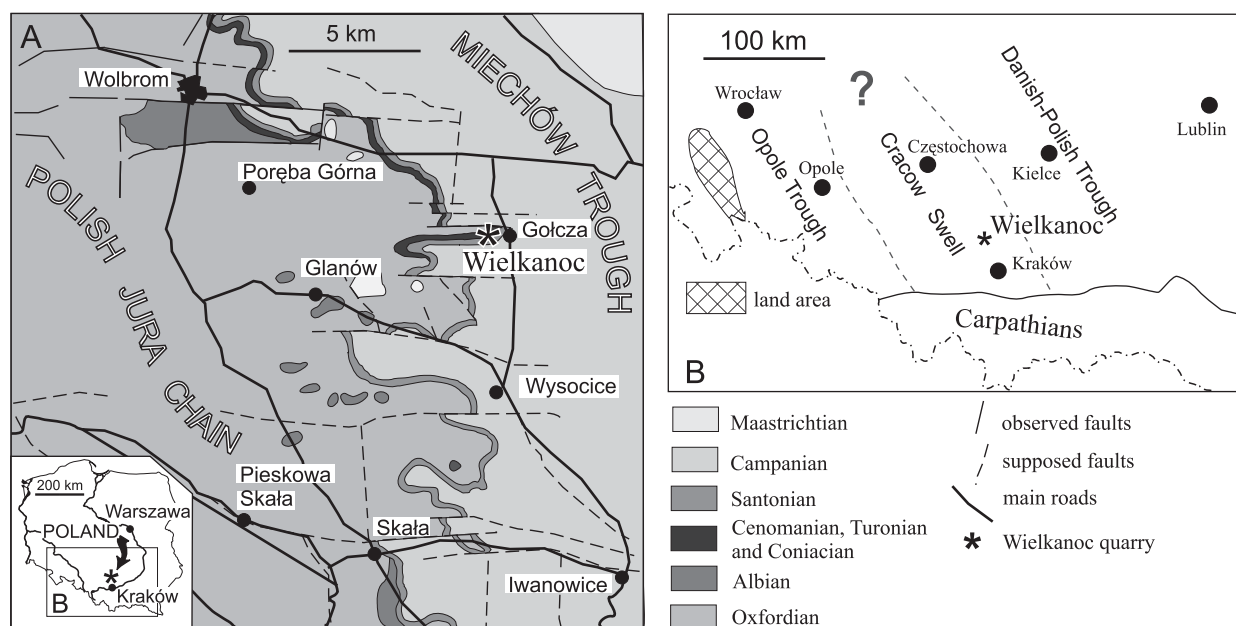 A
5 km
MIECHÓW
TROUGH
Wolbrom
Poręba Górna
POLISH
JURA
CHAIN
Gołcza
Wielkanoc
Glanów
Wysocice
Pieskowa
Skała
Skała
Iwanowice
200 km
Warszawa
POLAND
Kraków
B
100 km
?
Wrocław
Opole Trough
Opole
Cracow Swell
Częstochowa
Danish-Polish Trough
Kielce
Lublin
Wielkanoc
Kraków
land area
Carpathians
B
Maastrichtian
Campanian
Santonian
Cenomanian, Turonian
and Coniacian
Albian
Oxfordian
observed faults
supposed faults
main roads
Wielkanoc quarry